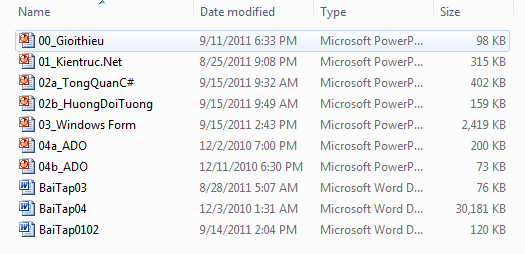 Name Date modified Type Size
00_Gioithieu 9/11/2011 6:33 PM Microsoft PowerP... 98 KB
01_Kientruc.Net 8/25/2011 9:08 PM Microsoft PowerP... 315 KB
02a_TongQuanC# 9/15/2011 9:32 AM Microsoft PowerP... 402 KB
02b_HuongDoiTuong 9/15/2011 9:49 AM Microsoft PowerP... 159 KB
03_Windows Form 9/15/2011 2:43 PM Microsoft PowerP... 2,419 KB
04a_ADO 12/2/2010 7:00 PM Microsoft PowerP... 200 KB
04b_ADO 12/11/2010 6:30 PM Microsoft PowerP... 73 KB
BaiTap03 8/28/2011 5:07 AM Microsoft Word D... 76 KB
BaiTap04 12/3/2010 1:31 AM Microsoft Word D... 30,181 KB
BaiTap0102 9/14/2011 2:04 PM Microsoft Word D... 120 KB